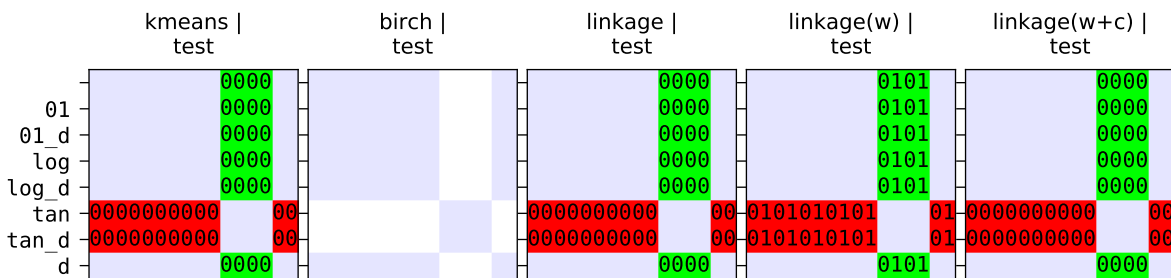 kmeans | birch | linkage | linkage(w) | linkage(w+c) |
test test test test test
0000 0000 0101 0000
01 0000 0000 0101 0000
01_d 0000 0000 0101 0000
log 0000 0000 0101 0000
log_d 0000 0000 0101 0000
tan 0000000000 00 0000000000 00 0101010101 01 0000000000 00
tan_d 0000000000 00 0000000000 00 0101010101 01 0000000000 00
d 0000 0000 0101 0000